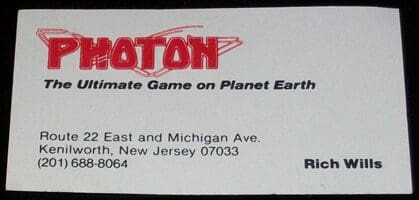 PHOTON
The Ultimate Game on Planet Earth
Route 22 East and Michigan Ave.
Kenilworth, New Jersey 07033
(201) 688-8064
Rich Wills